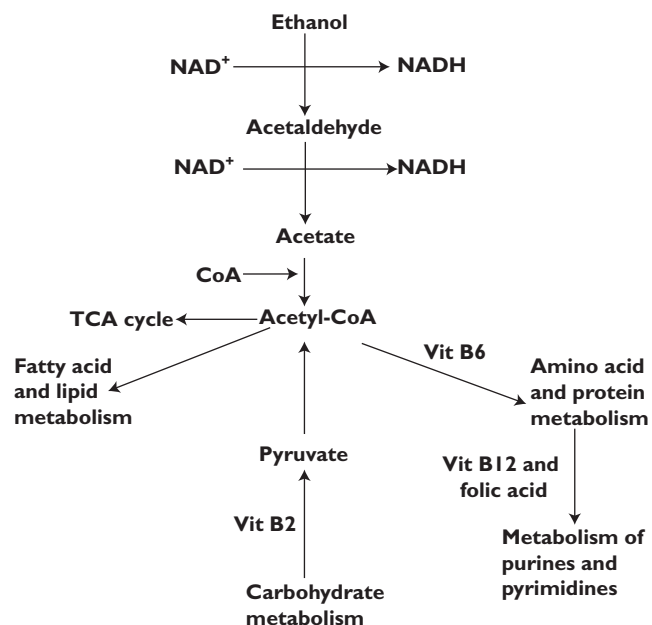 Ethanol
NAD⁺ NADH
Acetaldehyde
NAD⁺ NADH
Acetate
CoA
TCA cycle Acetyl-CoA
Fatty acid
and lipid
metabolism
Vit B6
Amino acid
and protein
metabolism
Pyruvate
Vit B12 and
folic acid
Vit B2
Metabolism of
purines and
pyrimidines
Carbohydrate
metabolism